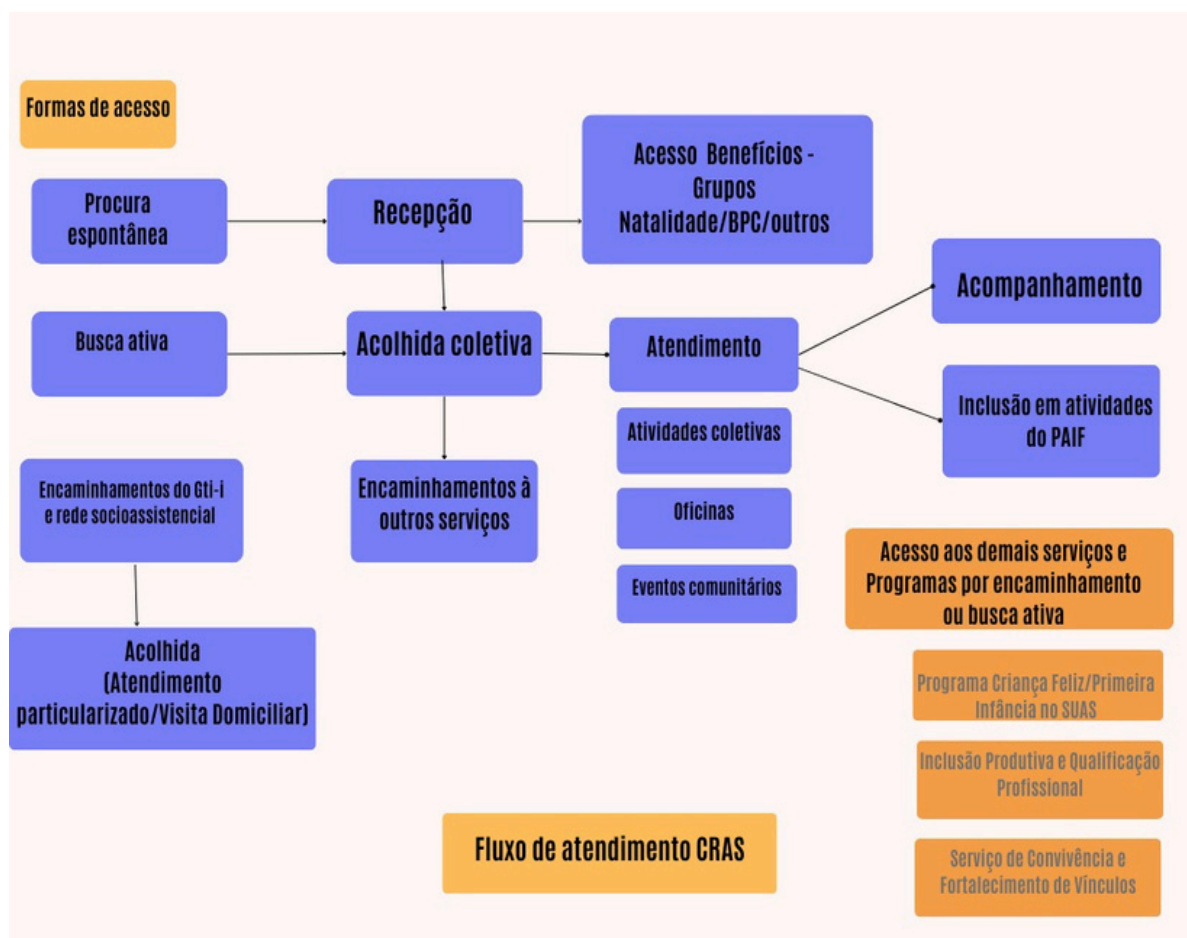 Formas de acesso
Procura
espontânea
Recepção
Acesso Benefícios -
Grupos
Natalidade/BPC/outros
Busca ativa
Acolhida coletiva
Atendimento
Acompanhamento
Inclusão em atividades
do PAIF
Atividades coletivas
Oficinas
Eventos comunitários
Encaminhamentos do Gti-i
e rede socioassistencial
Encaminhamentos à
outros serviços
Acolhida
(Atendimento
particularizado/Visita Domiciliar)
Acesso aos demais serviços e
Programas por encaminhamento
ou busca ativa
Programa Criança Feliz/Primeira
Infância no SUAS
Inclusão Produtiva e Qualificação
Profissional
Serviço de Convivência e
Fortalecimento de Vínculos
Fluxo de atendimento CRAS